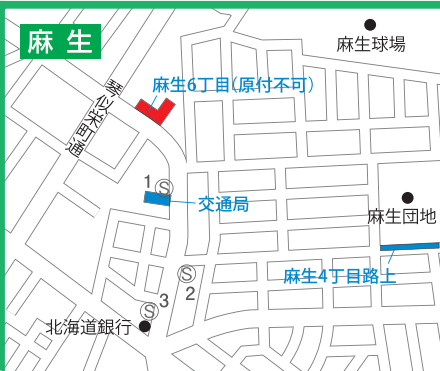 麻生
麻生球場
麻生6丁目(原付不可)
琴似栄町通
1 Ⓢ
交通局
麻生団地
麻生4丁目路上
Ⓢ
2
Ⓢ 3
北海道銀行